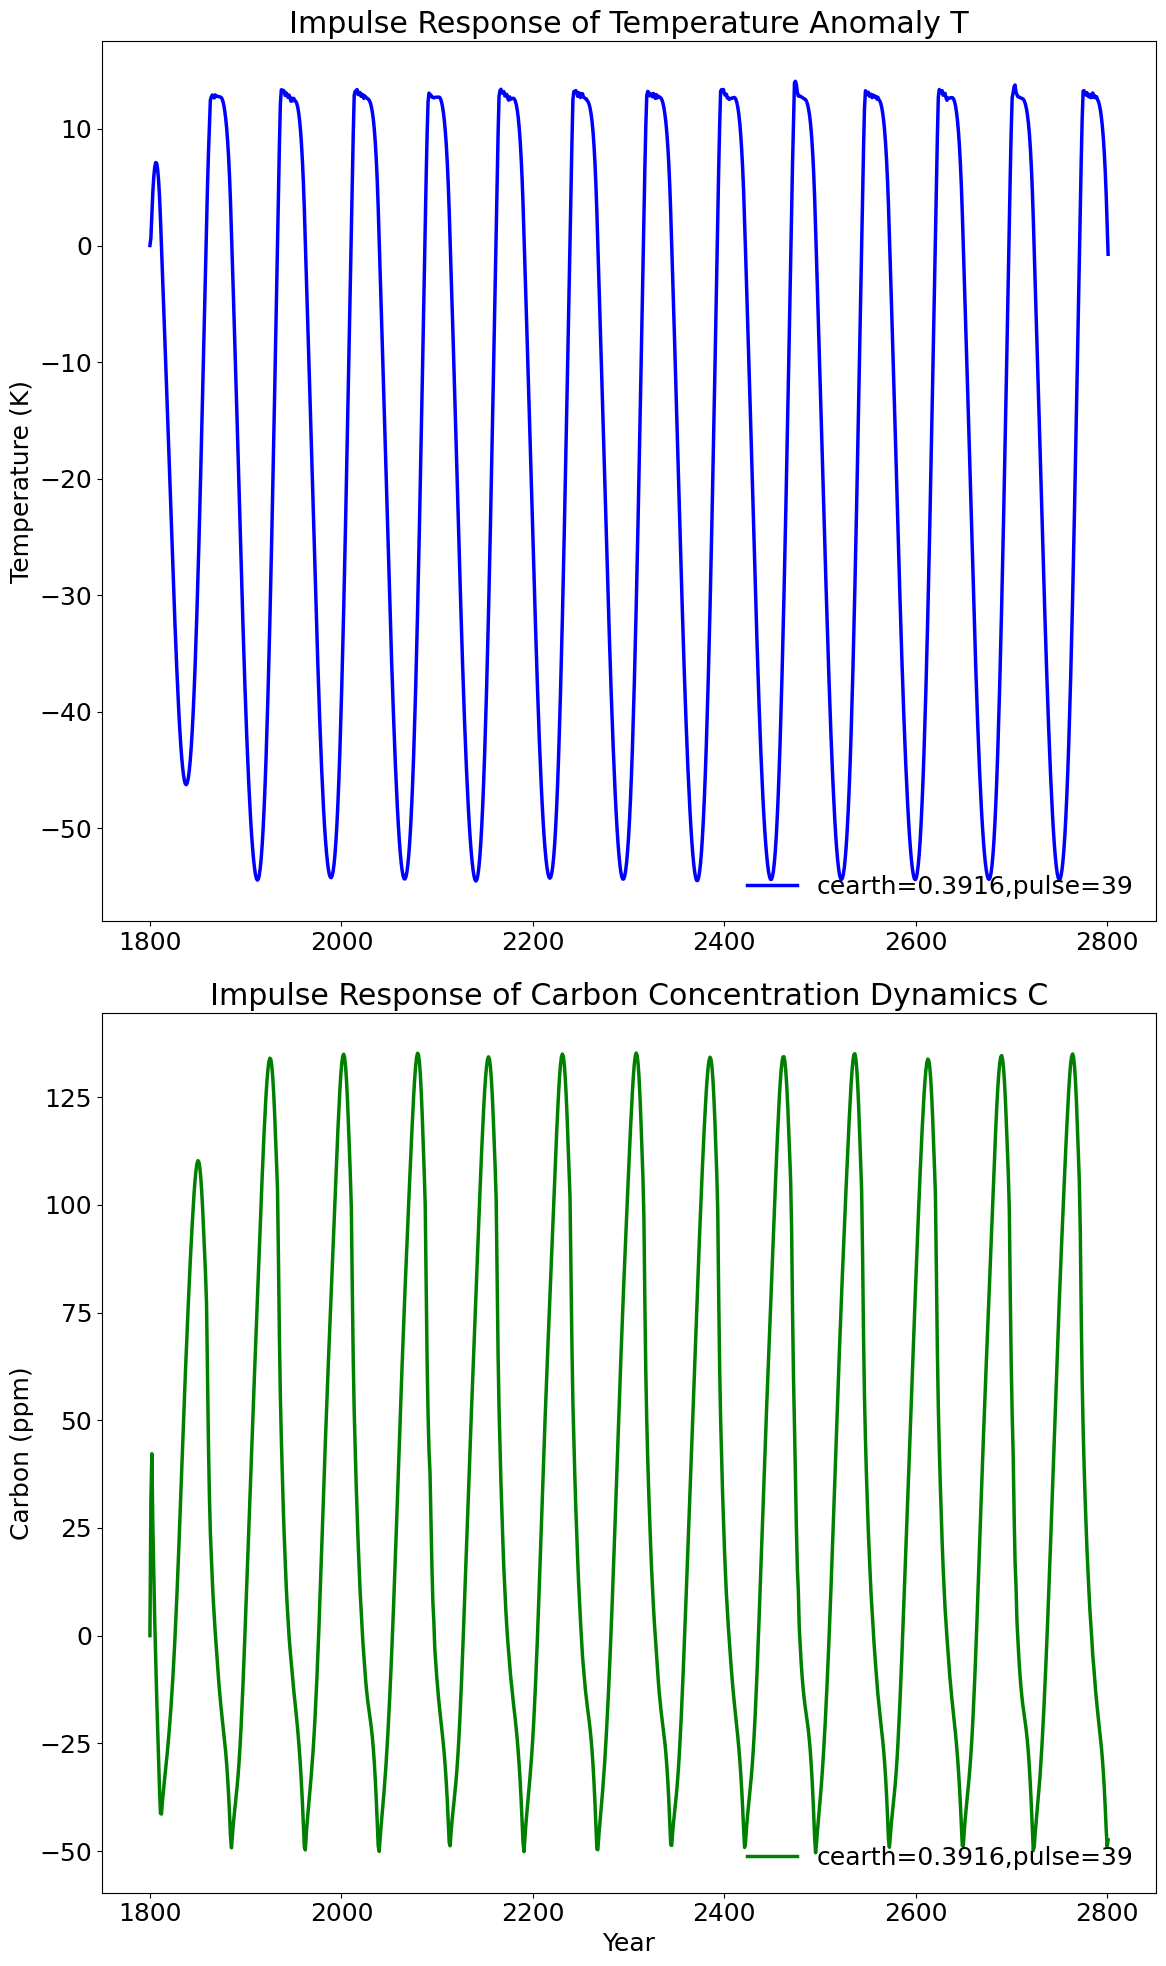 Impulse Response of Temperature Anomaly T
Temperature (K)
10
0
−10
−20
−30
−40
−50
cearth=0.3916,pulse=39
1800 2000 2200 2400 2600 2800
Impulse Response of Carbon Concentration Dynamics C
Carbon (ppm)
125
100
75
50
25
0
−25
−50
cearth=0.3916,pulse=39
1800 2000 2200 2400 2600 2800
Year